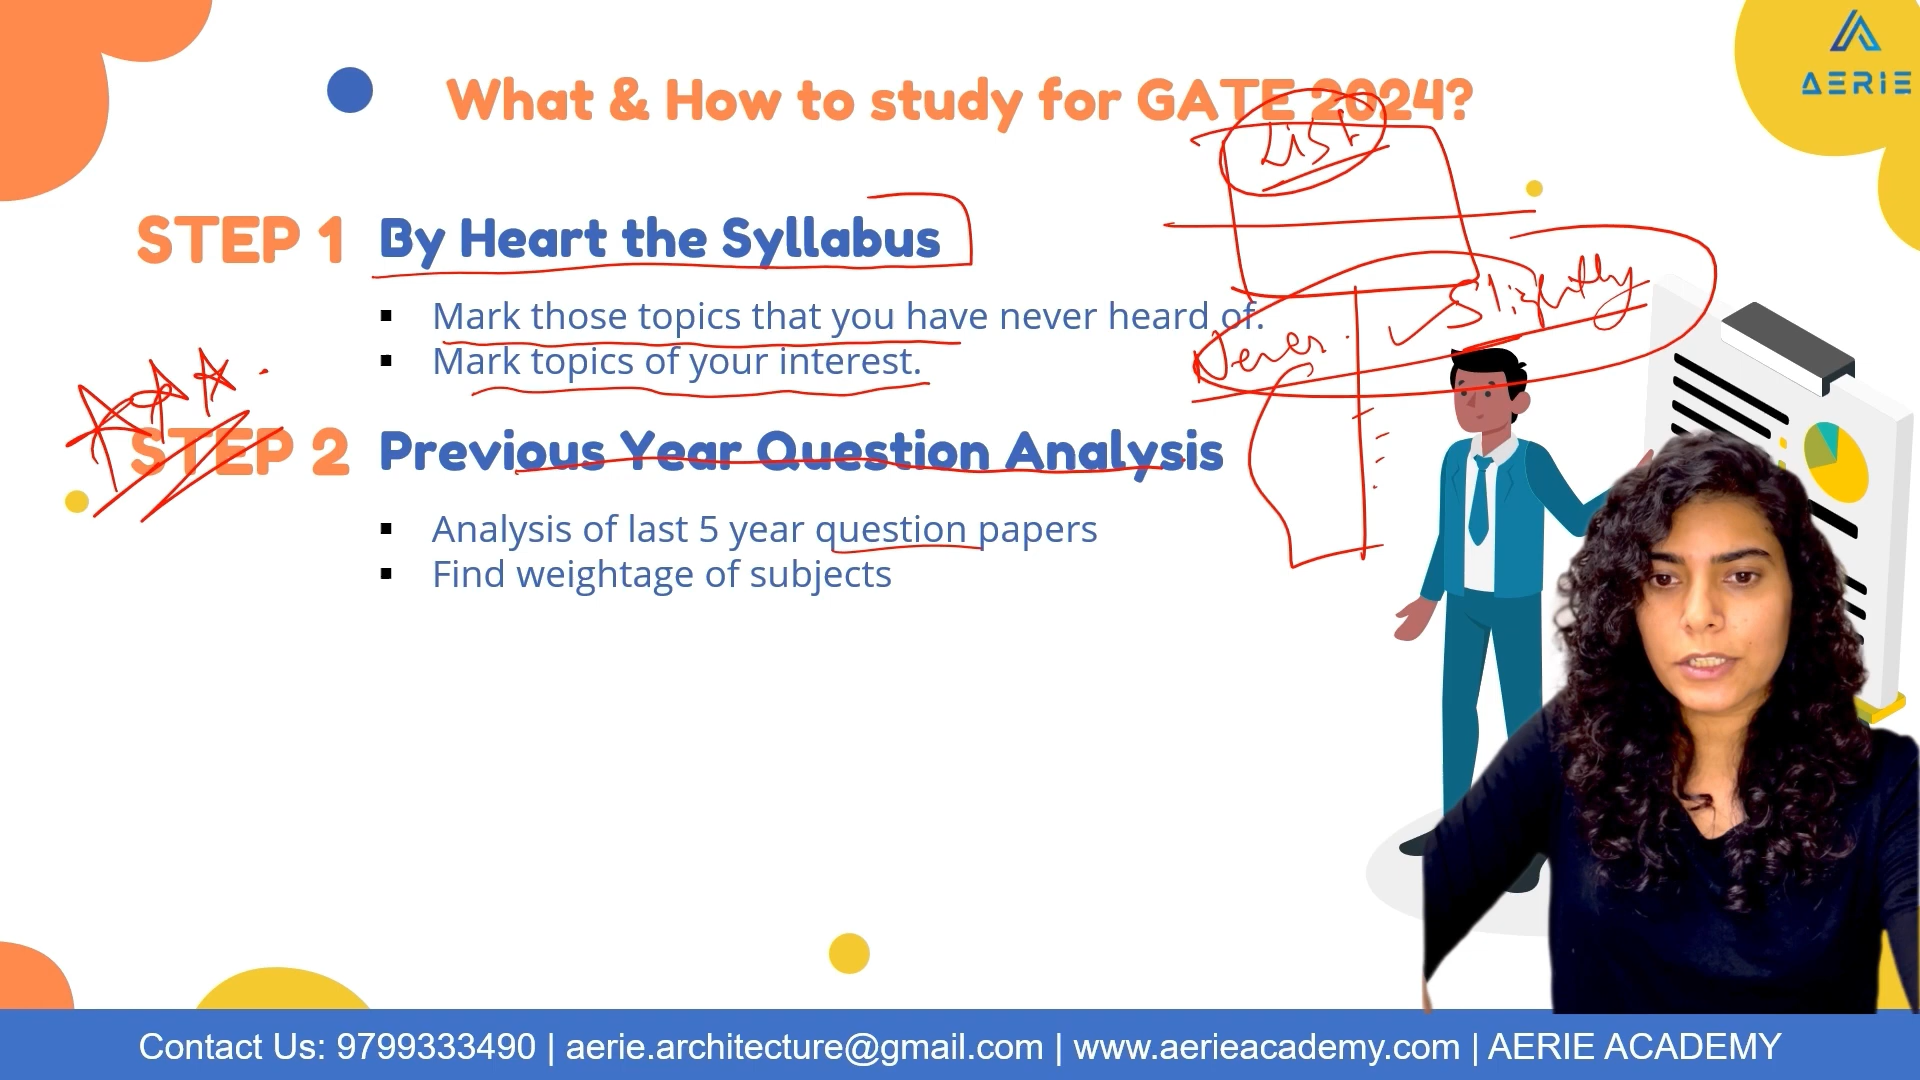 AERIE
What & How to study for GATE 2024?
List
STEP 1 By Heart the Syllabus
▪ Mark those topics that you have never heard of.
▪ Mark topics of your interest.
Never. ✓ Slightly
STEP 2 Previous Year Question Analysis
▪ Analysis of last 5 year question papers
▪ Find weightage of subjects
Contact Us: 9799333490 | aerie.architecture@gmail.com | www.aerieacademy.com | AERIE ACADEMY